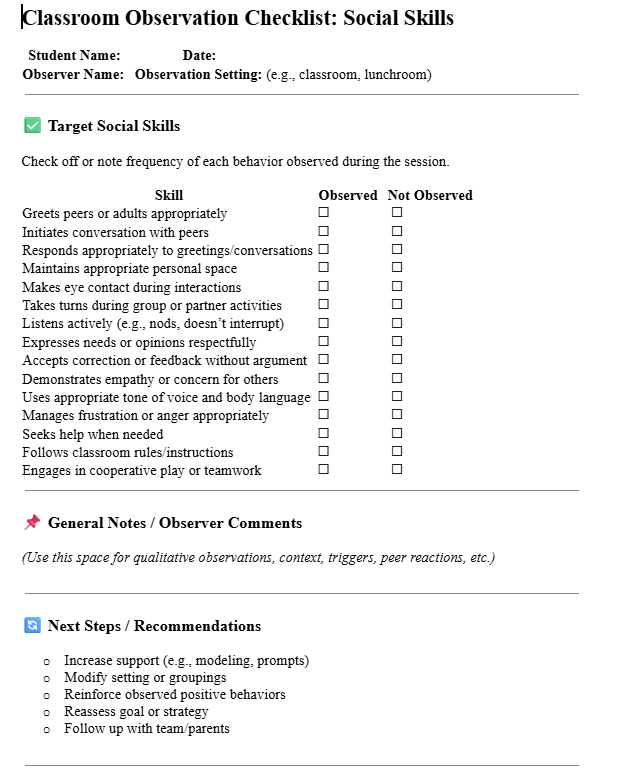 Classroom Observation Checklist: Social Skills
Student Name: Date:
Observer Name: Observation Setting: (e.g., classroom, lunchroom)
✅ Target Social Skills
Check off or note frequency of each behavior observed during the session.
Skill Observed Not Observed
Greets peers or adults appropriately ☐ ☐
Initiates conversation with peers ☐ ☐
Responds appropriately to greetings/conversations ☐ ☐
Maintains appropriate personal space ☐ ☐
Makes eye contact during interactions ☐ ☐
Takes turns during group or partner activities ☐ ☐
Listens actively (e.g., nods, doesn’t interrupt) ☐ ☐
Expresses needs or opinions respectfully ☐ ☐
Accepts correction or feedback without argument ☐ ☐
Demonstrates empathy or concern for others ☐ ☐
Uses appropriate tone of voice and body language ☐ ☐
Manages frustration or anger appropriately ☐ ☐
Seeks help when needed ☐ ☐
Follows classroom rules/instructions ☐ ☐
Engages in cooperative play or teamwork ☐ ☐
📌 General Notes / Observer Comments
(Use this space for qualitative observations, context, triggers, peer reactions, etc.)
🔄 Next Steps / Recommendations
o Increase support (e.g., modeling, prompts)
o Modify setting or groupings
o Reinforce observed positive behaviors
o Reassess goal or strategy
o Follow up with team/parents